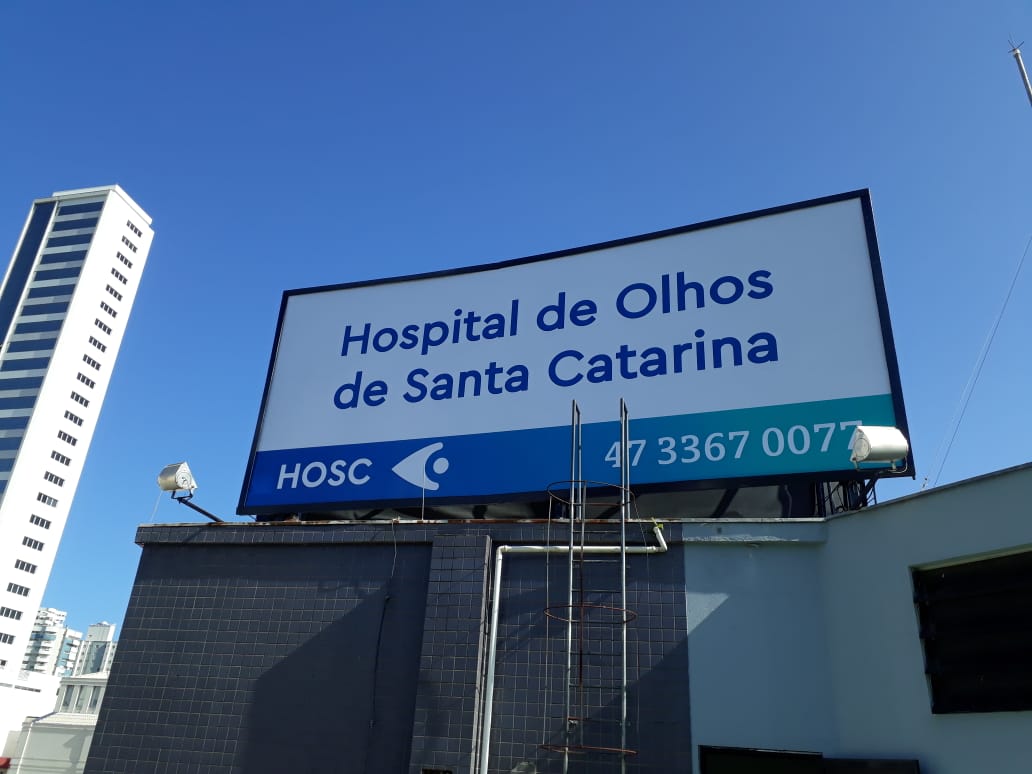 Hospital de Olhos
de Santa Catarina
HOSC
47 3367 0077